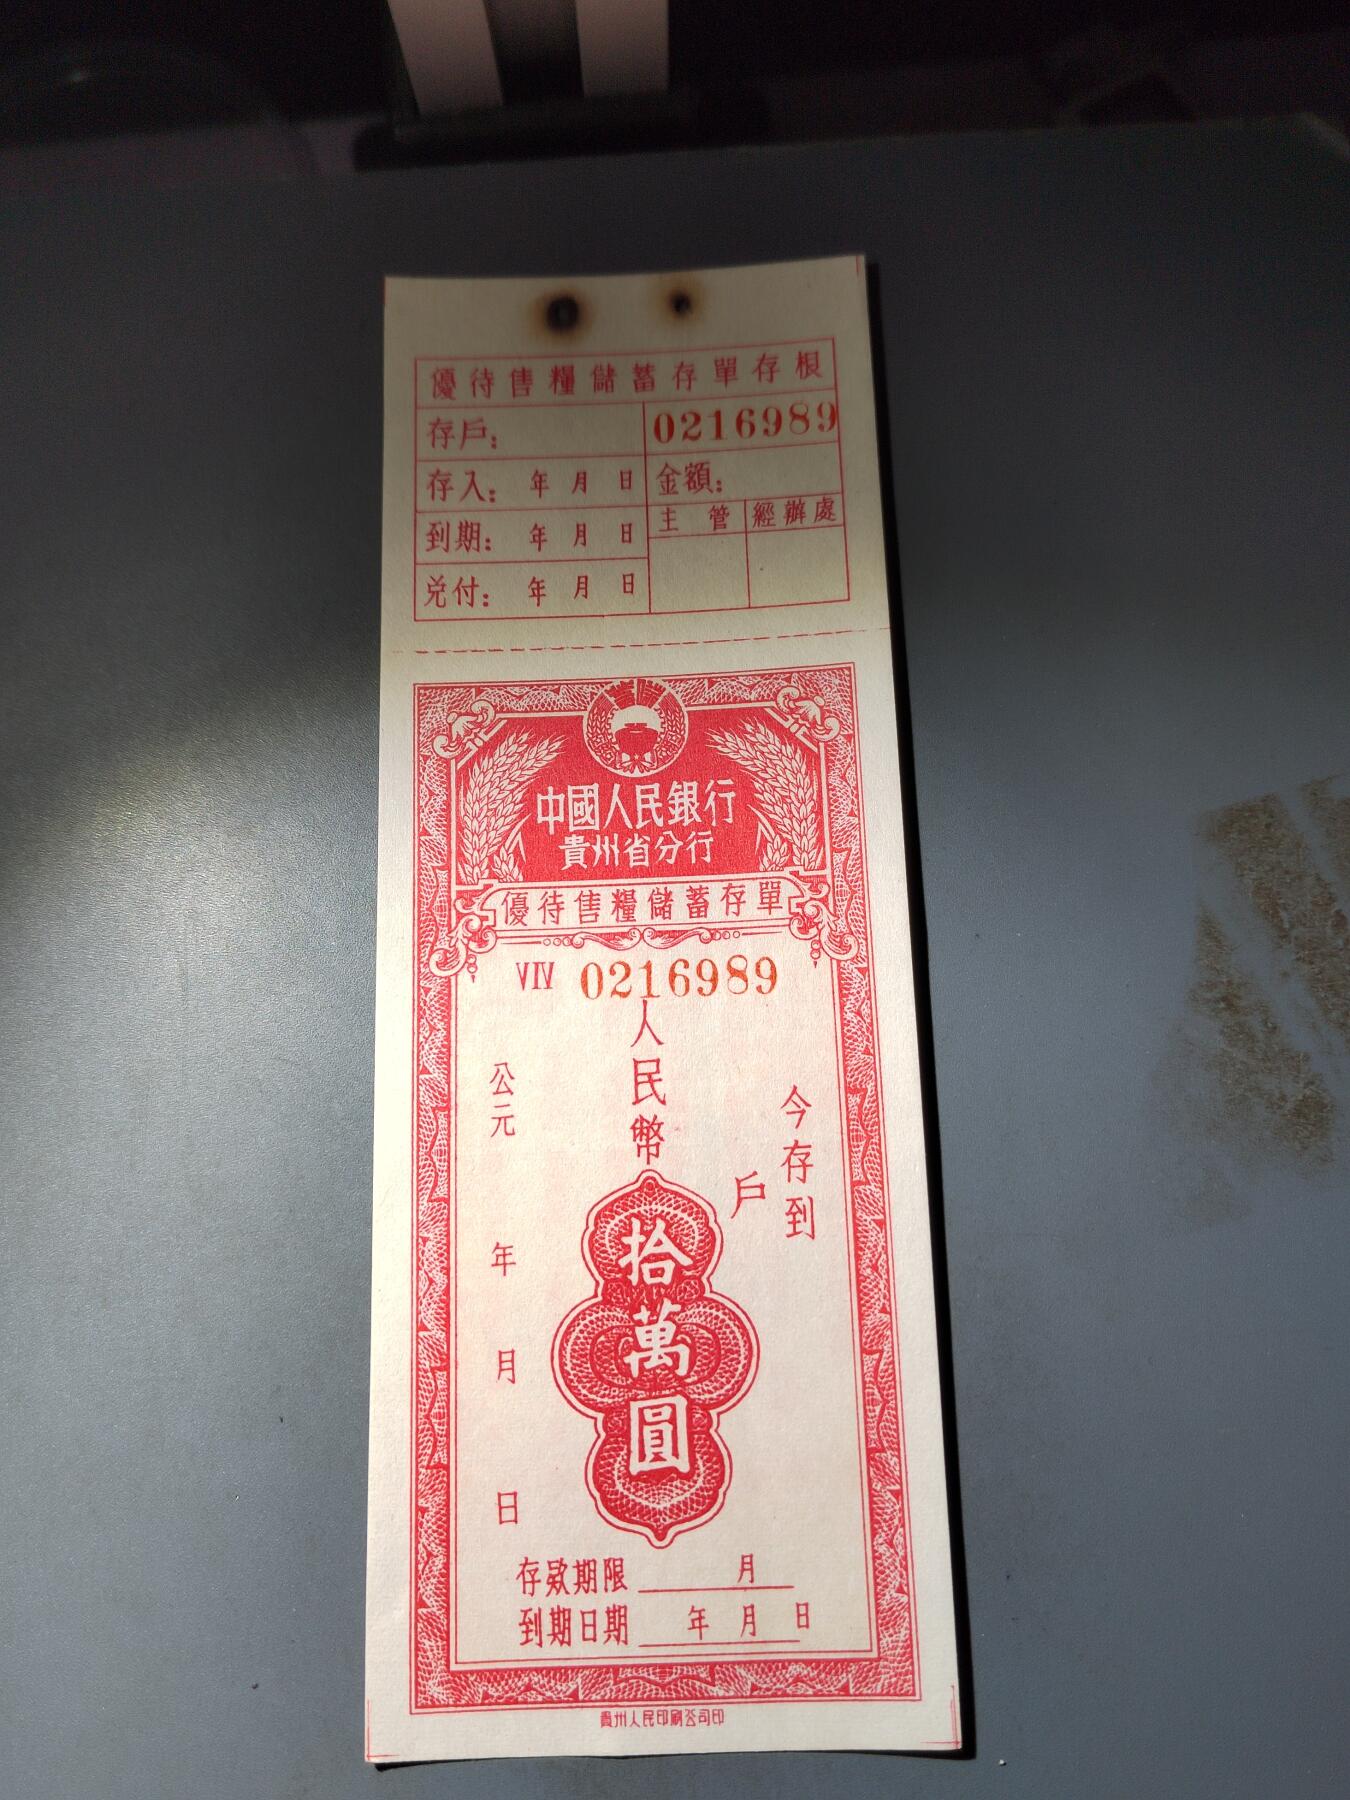 優待售糧儲蓄存單存根
存戶: 0216989
存入: 年 月 日 金額:
主管 經辦處
到期: 年 月 日
兑付: 年 月 日
中國人民銀行
貴州省分行
優待售糧儲蓄存單
VIV 0216989
今存到
戶
人民幣
拾萬圓
公元 年 月 日
存款期限 月
到期日期 年 月 日
貴州人民印刷公司印